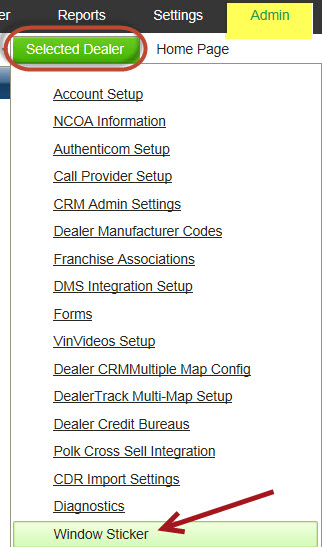 er Reports Settings Admin
Selected Dealer Home Page
Account Setup
NCOA Information
Authenticom Setup
Call Provider Setup
CRM Admin Settings
Dealer Manufacturer Codes
Franchise Associations
DMS Integration Setup
Forms
VinVideos Setup
Dealer CRMMultiple Map Config
DealerTrack Multi-Map Setup
Dealer Credit Bureaus
Polk Cross Sell Integration
CDR Import Settings
Diagnostics
Window Sticker